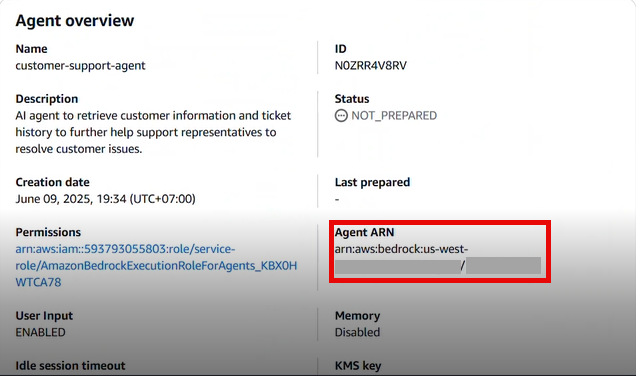 Agent overview
Name
customer-support-agent
ID
N0ZRR4V8RV
Description
AI agent to retrieve customer information and ticket
history to further help support representatives to
resolve customer issues.
Status
NOT_PREPARED
Creation date
June 09, 2025, 19:34 (UTC+07:00)
Last prepared
-
Permissions
arn:aws:iam::593793055803:role/service-
role/AmazonBedrockExecutionRoleForAgents_KBX0H
WTCA78
Agent ARN
arn:aws:bedrock:us-west-
/
User Input
ENABLED
Memory
Disabled
Idle session timeout
KMS key